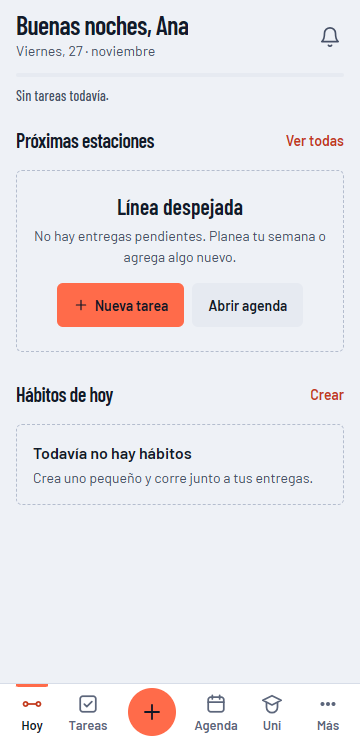 Buenas noches, Ana
Viernes, 27 · noviembre
Sin tareas todavía.
Próximas estaciones
Ver todas
Línea despejada
No hay entregas pendientes. Planea tu semana o
agrega algo nuevo.
Nueva tarea
Abrir agenda
Hábitos de hoy
Crear
Todavía no hay hábitos
Crea uno pequeño y corre junto a tus entregas.
Hoy
Tareas
Agenda
Uni
Más